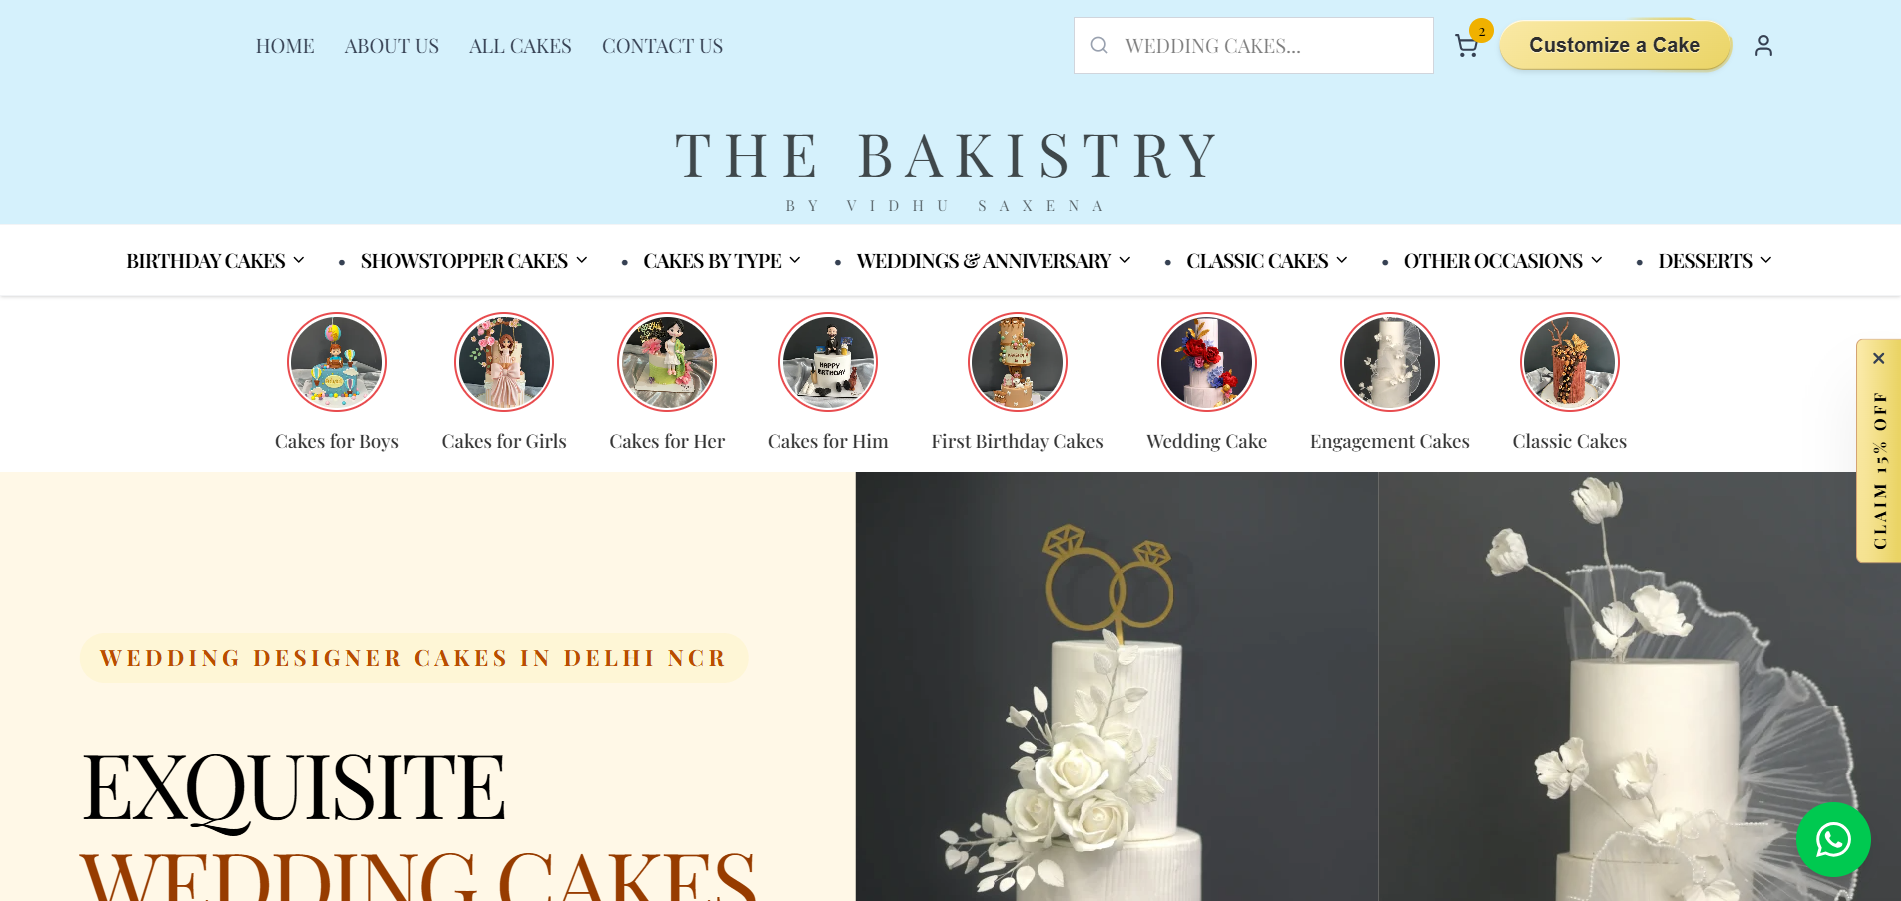 HOME ABOUT US ALL CAKES CONTACT US WEDDING CAKES... 2 Customize a Cake
THE BAKISTRY
BY VIDHU SAXENA
BIRTHDAY CAKES • SHOWSTOPPER CAKES • CAKES BY TYPE • WEDDINGS & ANNIVERSARY • CLASSIC CAKES • OTHER OCCASIONS • DESSERTS
HAPPY
BIRTHDAY
Cakes for Boys Cakes for Girls Cakes for Her Cakes for Him First Birthday Cakes Wedding Cake Engagement Cakes Classic Cakes
CLAIM 15% OFF
WEDDING DESIGNER CAKES IN DELHI NCR
EXQUISITE
WEDDING CAKES